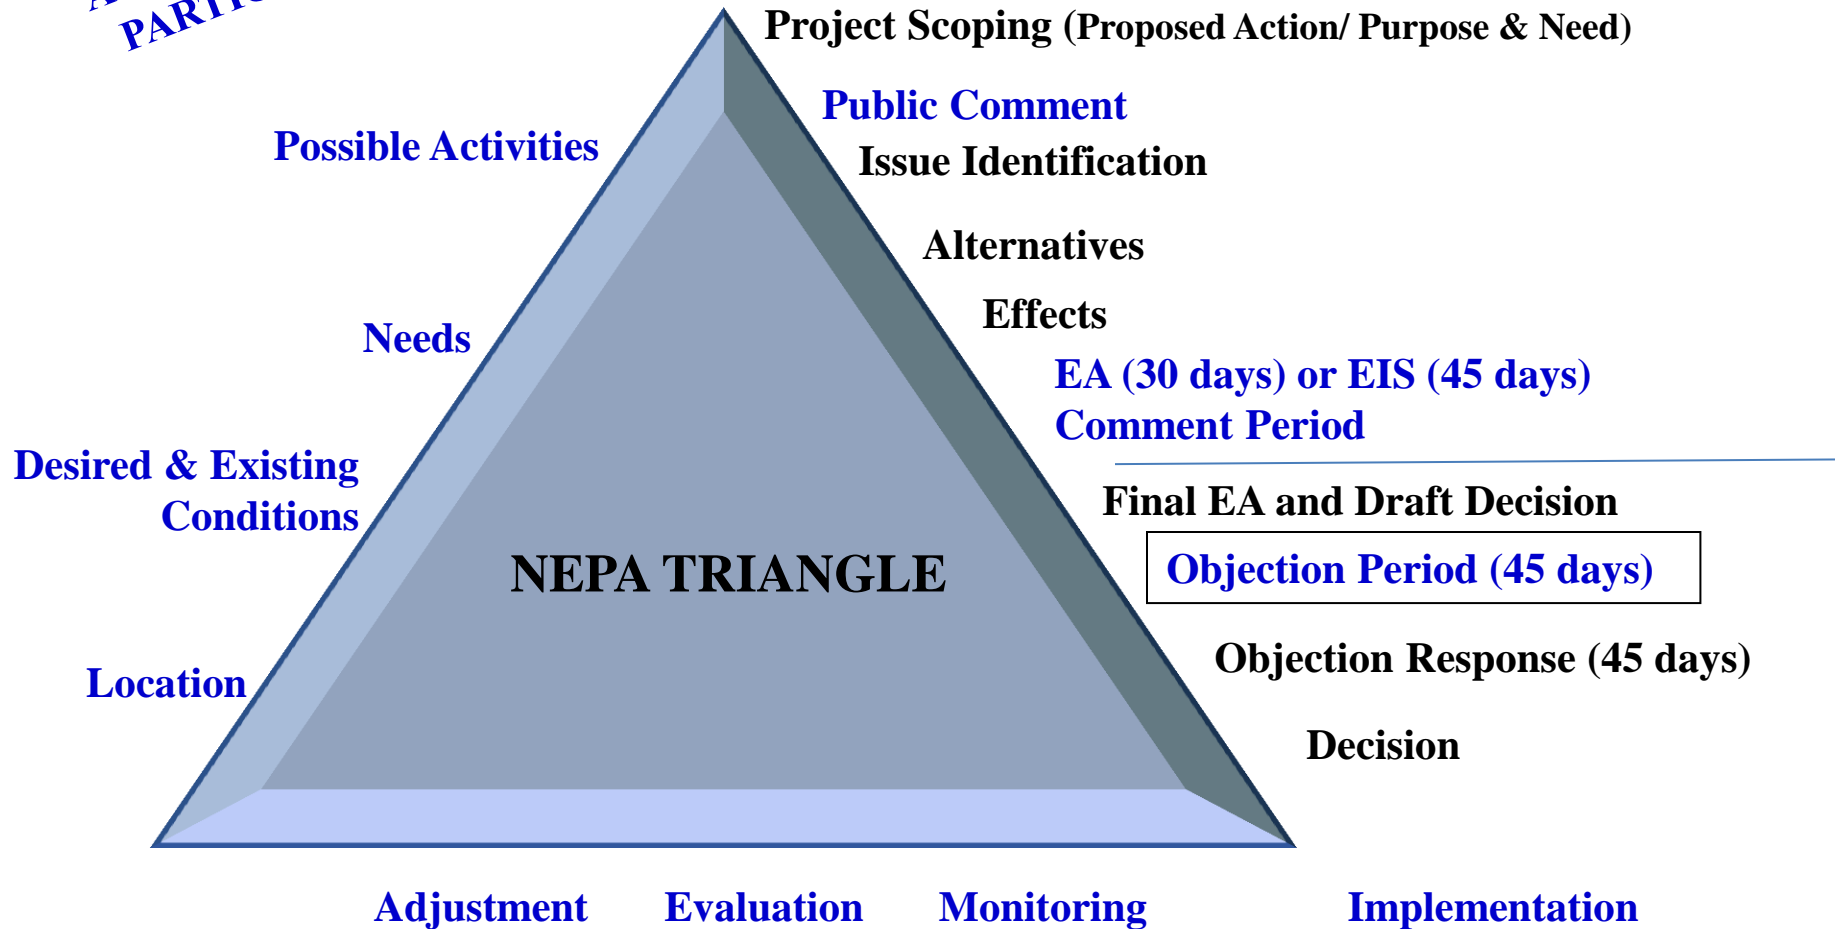 Project Scoping (Proposed Action/ Purpose & Need)
Public Comment
Possible Activities
Issue Identification
Alternatives
Effects
Needs
EA (30 days) or EIS (45 days)
Comment Period
Desired & Existing
Conditions
Final EA and Draft Decision
NEPA TRIANGLE
Objection Period (45 days)
Objection Response (45 days)
Location
Decision
Adjustment Evaluation Monitoring Implementation